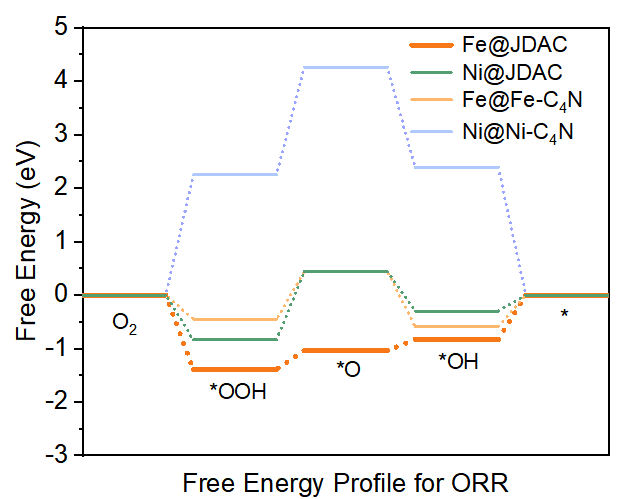 5
4
3
2
1
0
-1
-2
-3
Free Energy (eV)
Fe@JDAC
Ni@JDAC
Fe@Fe-C₄N
Ni@Ni-C₄N
O₂
*OOH
*O
*OH
*
Free Energy Profile for ORR